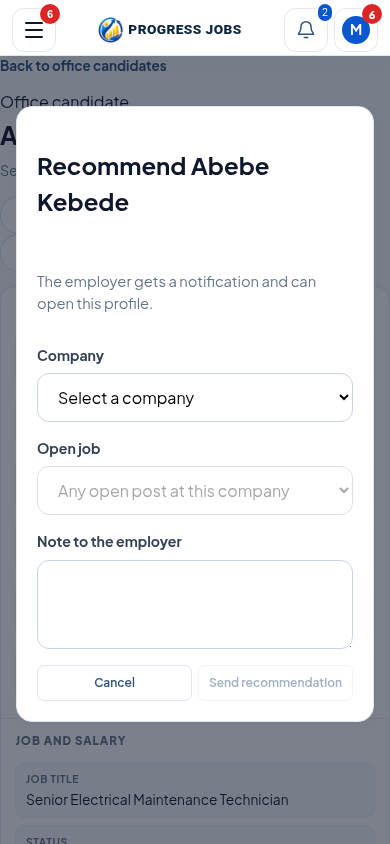 6
PROGRESS JOBS
2
M
6
Back to office candidates
Office candidate
A
Se
Recommend Abebe
Kebede
The employer gets a notification and can
open this profile.
Company
Select a company
Open job
Any open post at this company
Note to the employer
Cancel
Send recommendation
JOB AND SALARY
JOB TITLE
Senior Electrical Maintenance Technician
STATUS